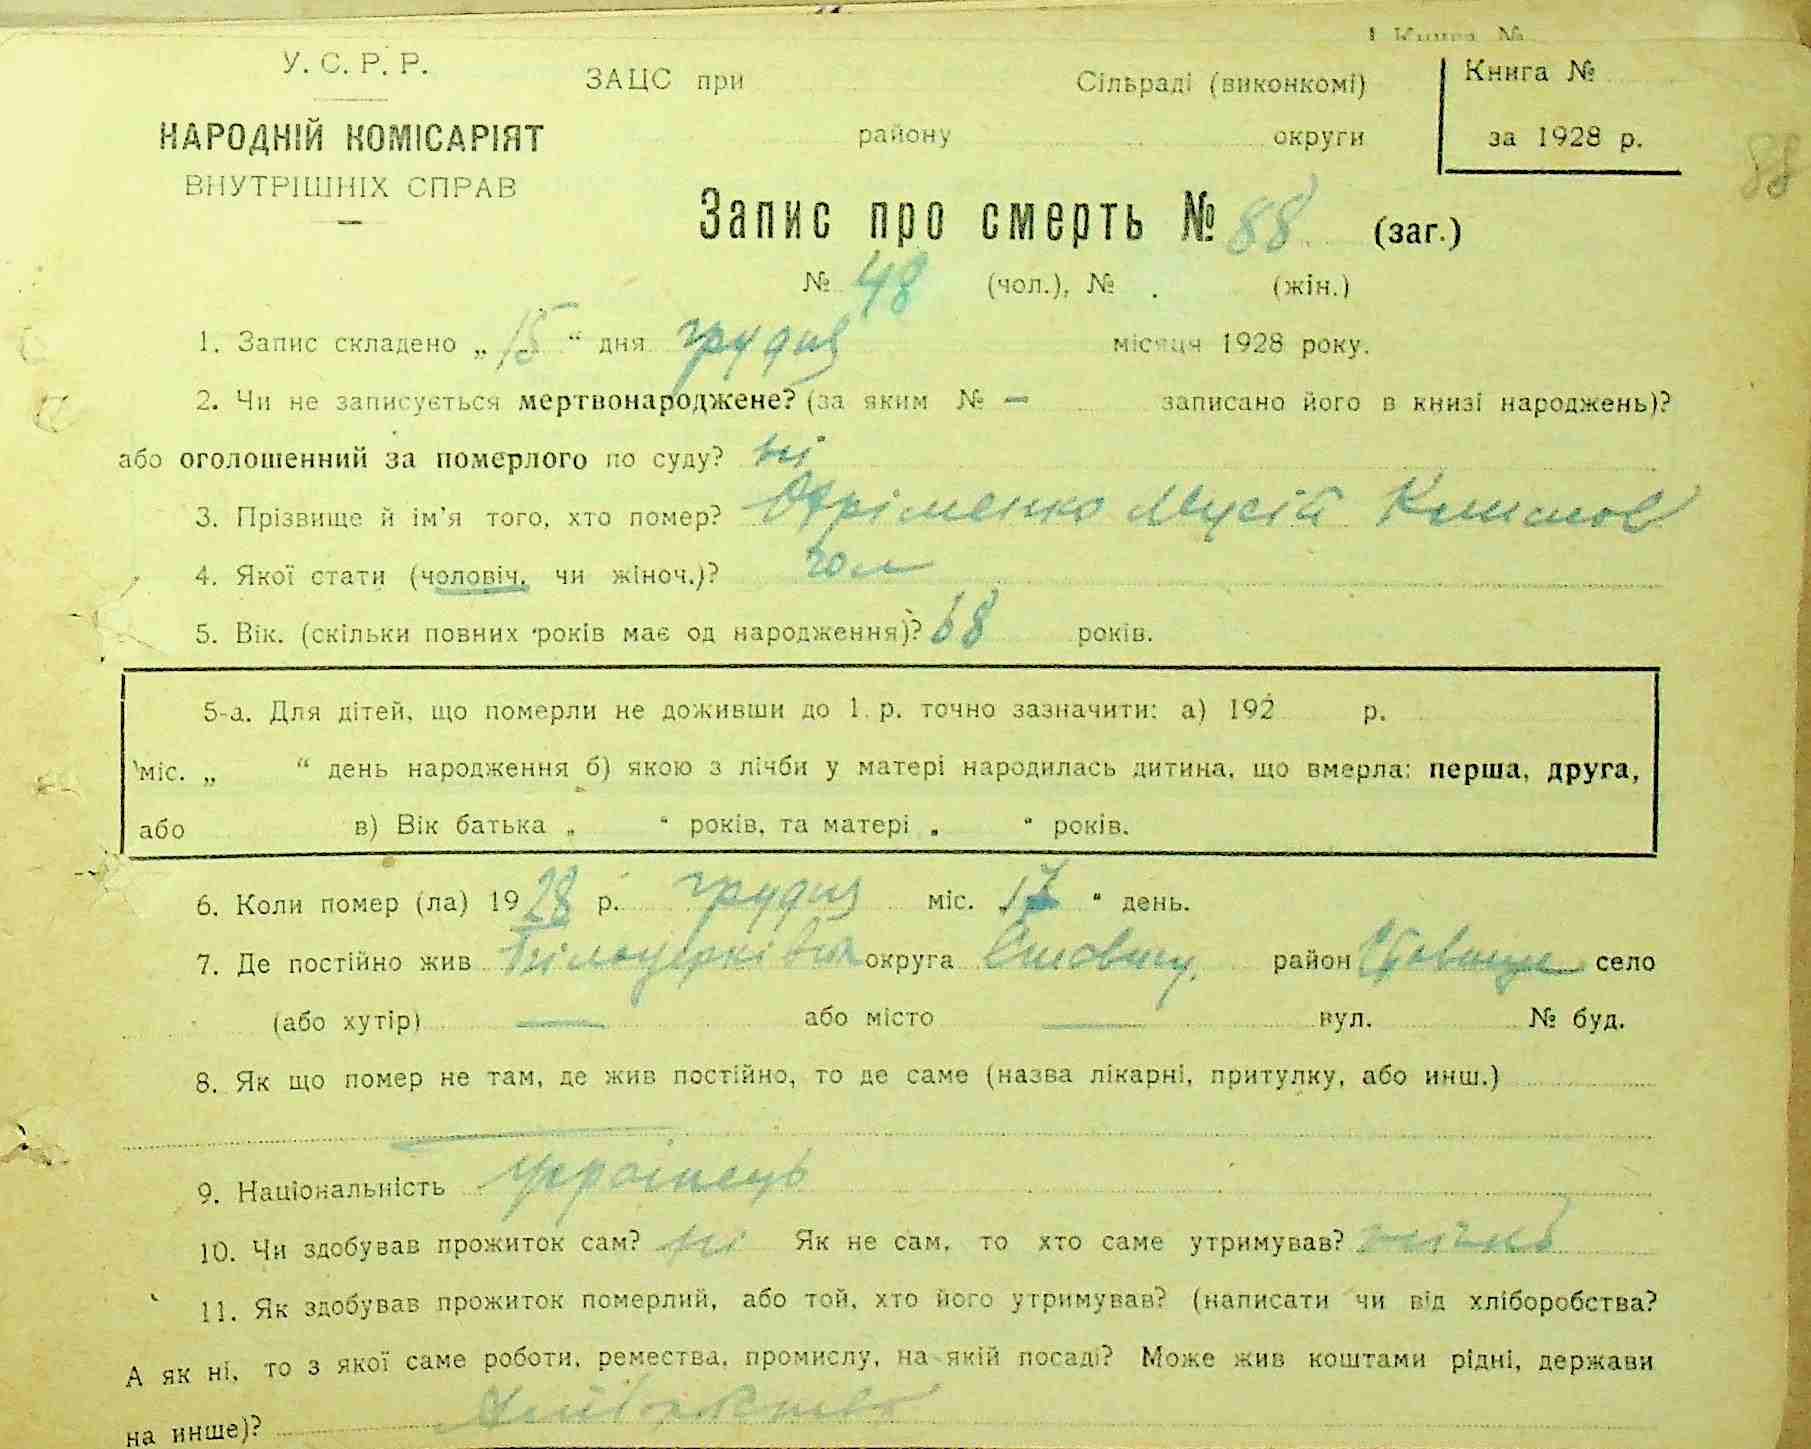 У. С. Р. Р.
НАРОДНІЙ КОМІСАРІЯТ
ВНУТРІШНІХ СПРАВ
ЗАЦС при Сільраді (виконкомі)
району округи
Книга №
за 1928 р.
88
Запис про смерть № 88 (заг.)
№ 48 (чол.), № (жін.)
1. Запис складено „ 15 “ дня грудня місяця 1928 року.
2. Чи не записується мертвонароджене? (за яким № — записано його в книзі народжень)?
або оголошенний за померлого по суду? ні
3. Прізвище й ім'я того, хто помер? Охріменко Мусій
4. Якої стати (чоловіч. чи жіноч.)? чол
5. Вік. (скільки повних років має од народження)? 68 років.
5-а. Для дітей, що померли не доживши до 1 р. точно зазначити: а) 192 р.
міс. „ “ день народження б) якою з лічби у матері народилась дитина, що вмерла: перша, друга,
або в) Вік батька „ “ років, та матері „ “ років.
6. Коли помер (ла) 1928 р. грудня міс. „ “ день.
7. Де постійно жив Білоцерківська округа район село
(або хутір) — або місто — вул. № буд.
8. Як що помер не там, де жив постійно, то де саме (назва лікарні, притулку, або инш.)
9. Національність українець
10. Чи здобував прожиток сам? ні Як не сам, то хто саме утримував?
11. Як здобував прожиток померлий, або той, хто його утримував? (написати чи від хліборобства?
А як ні, то з якої саме роботи, ремества, промислу, на якій посаді? Може жив коштами рідні, держави
на инше)?